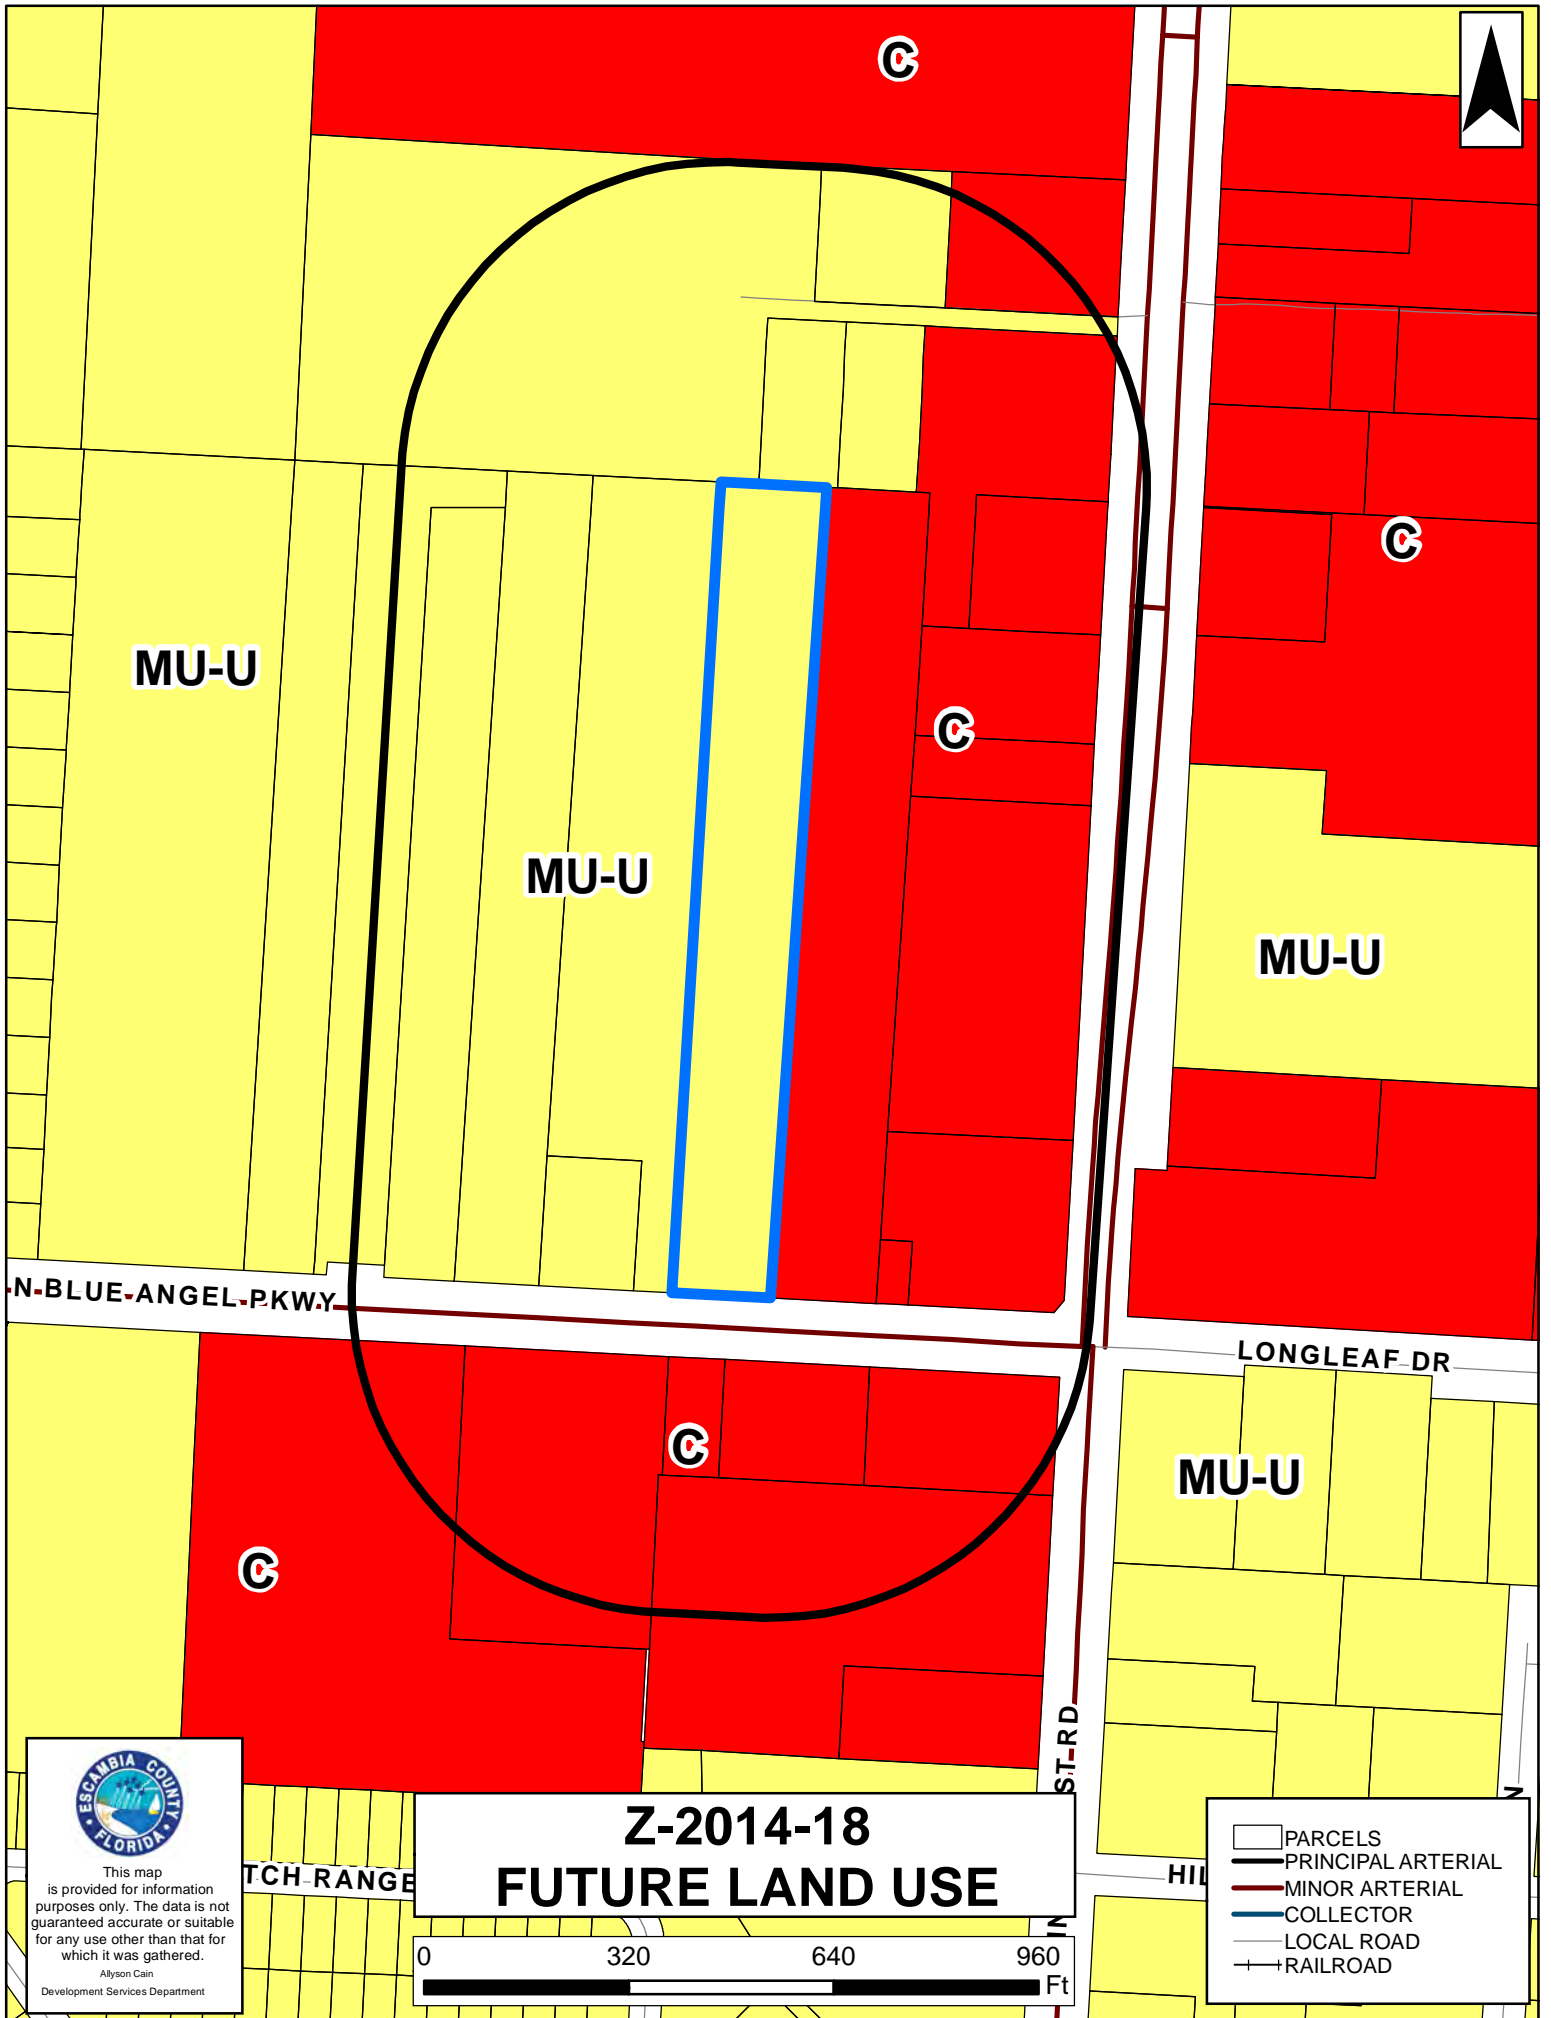 C
C
MU-U
C
MU-U
MU-U
N BLUE ANGEL PKWY
LONGLEAF DR
C
MU-U
C
ST RD
ESCAMBIA COUNTY
FLORIDA
This map
is provided for information
purposes only. The data is not
guaranteed accurate or suitable
for any use other than that for
which it was gathered.
Allyson Cain
Development Services Department
TCH RANGE
Z-2014-18
FUTURE LAND USE
0 320 640 960
Ft
HIL
N
PARCELS
PRINCIPAL ARTERIAL
MINOR ARTERIAL
COLLECTOR
LOCAL ROAD
RAILROAD